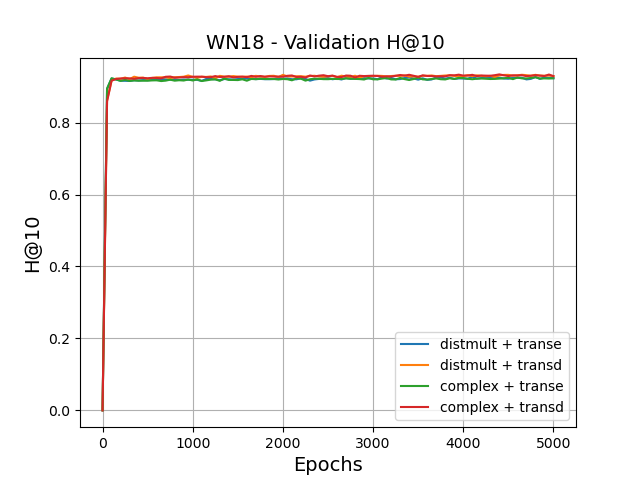 WN18 - Validation H@10
H@10
0.8
0.6
0.4
0.2
0.0
distmult + transe
distmult + transd
complex + transe
complex + transd
0 1000 2000 3000 4000 5000
Epochs